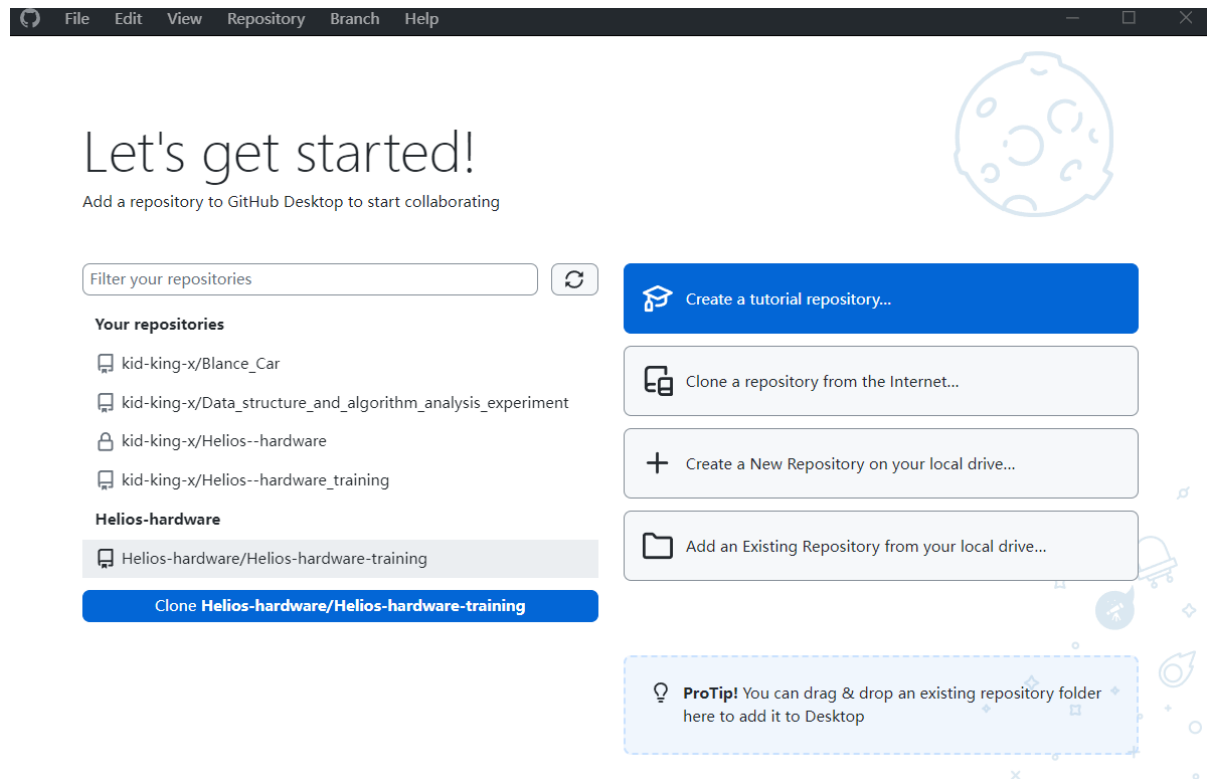 File Edit View Repository Branch Help
Let's get started!
Add a repository to GitHub Desktop to start collaborating
Filter your repositories
Your repositories
kid-king-x/Blance_Car
kid-king-x/Data_structure_and_algorithm_analysis_experiment
kid-king-x/Helios--hardware
kid-king-x/Helios--hardware_training
Helios-hardware
Helios-hardware/Helios-hardware-training
Clone Helios-hardware/Helios-hardware-training
Create a tutorial repository...
Clone a repository from the Internet...
Create a New Repository on your local drive...
Add an Existing Repository from your local drive...
ProTip! You can drag & drop an existing repository folder
here to add it to Desktop